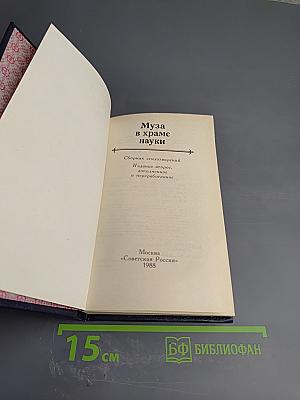 Муза
в храме
науки
Сборник стихотворений
Издание второе,
дополненное
и переработанное
Москва
«Советская Россия»
1988
15 см
БФ БИБЛИОФАН